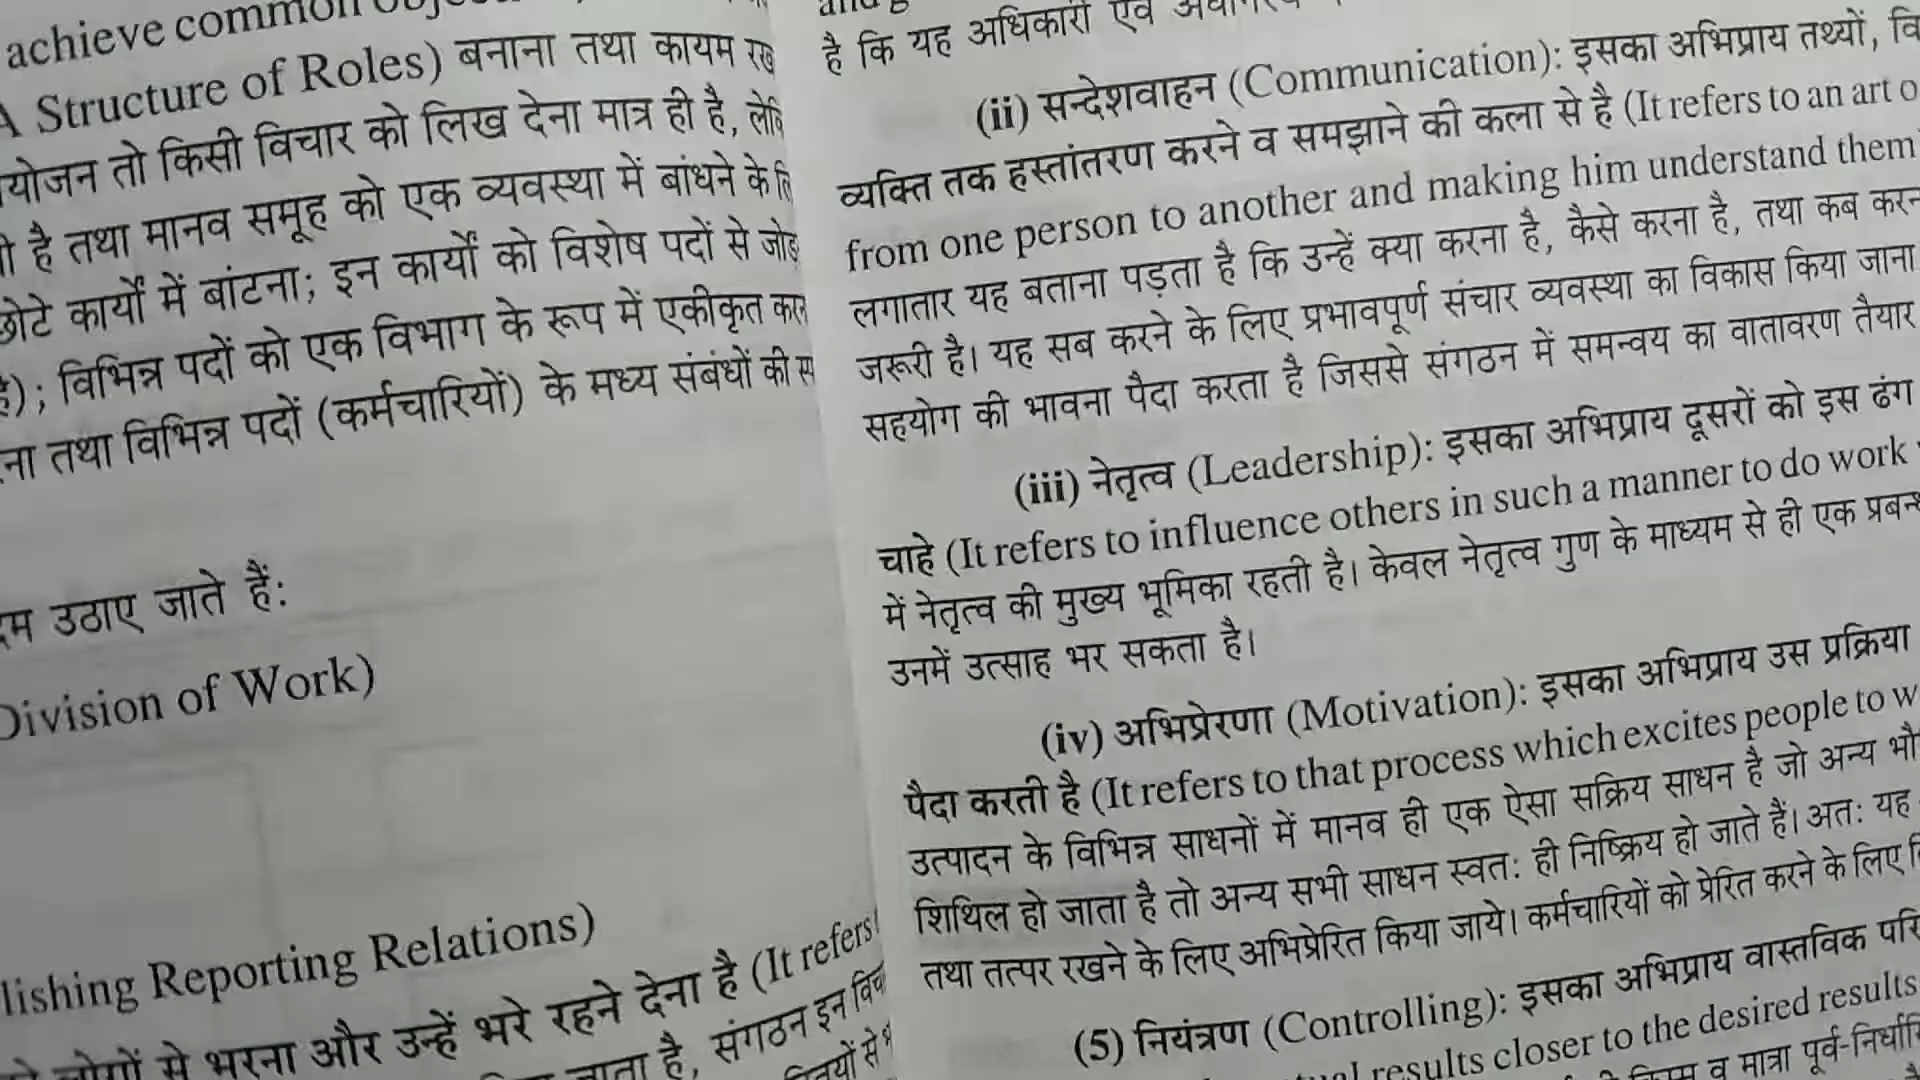 achieve common
A Structure of Roles) बनाना तथा कायम रख
योजन तो किसी विचार को लिख देना मात्र ही है,
है तथा मानव समूह को एक व्यवस्था में बांधने के
छोटे कार्यों में बांटना; इन कार्यों को विशेष पदों से जोड़
है); विभिन्न पदों को एक विभाग के रूप में एकीकृत
ना तथा विभिन्न पदों (कर्मचारियों) के मध्य संबंधों की
उठाए जाते हैं:
Division of Work)
lishing Reporting Relations)
लोगों से भरना और उन्हें भरे रहने देना है (It refers
जाता है, संगठन इन
है कि यह अधिकारी एवं
(ii) सन्देशवाहन (Communication): इसका अभिप्राय तथ्यों,
व्यक्ति तक हस्तांतरण करने व समझाने की कला से है (It refers to an art o
from one person to another and making him understand them
लगातार यह बताना पड़ता है कि उन्हें क्या करना है, कैसे करना है, तथा कब
जरूरी है। यह सब करने के लिए प्रभावपूर्ण संचार व्यवस्था का विकास किया जाना
सहयोग की भावना पैदा करता है जिससे संगठन में समन्वय का वातावरण तैयार
(iii) नेतृत्व (Leadership): इसका अभिप्राय दूसरों को इस ढंग
चाहे (It refers to influence others in such a manner to do work
में नेतृत्व की मुख्य भूमिका रहती है। केवल नेतृत्व गुण के माध्यम से ही एक
उनमें उत्साह भर सकता है।
(iv) अभिप्रेरणा (Motivation): इसका अभिप्राय उस प्रक्रिया
पैदा करती है (It refers to that process which excites people to w
उत्पादन के विभिन्न साधनों में मानव ही एक ऐसा सक्रिय साधन है जो अन्य
शिथिल हो जाता है तो अन्य सभी साधन स्वत: ही निष्क्रिय हो जाते हैं। अत: यह
तथा तत्पर रखने के लिए अभिप्रेरित किया जाये। कर्मचारियों को प्रेरित करने के लिए
(5) नियंत्रण (Controlling): इसका अभिप्राय वास्तविक
results closer to the desired results
व मात्रा